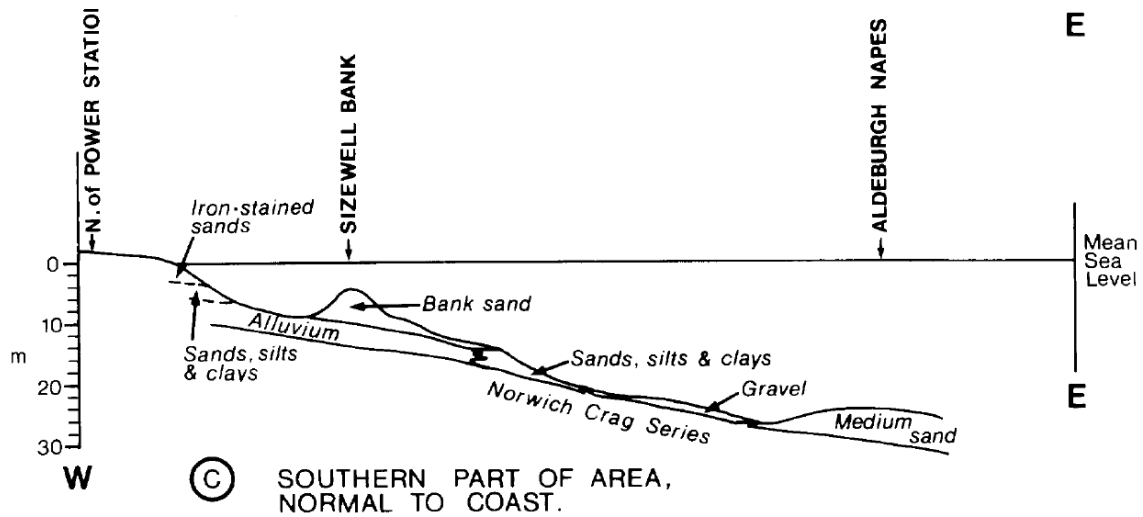 N. of POWER STATIOI
SIZEWELL BANK
ALDEBURGH NAPES
E
Iron-stained
sands
Mean
Sea
Level
0
10
m
20
30
Bank sand
Alluvium
Sands, silts
& clays
Sands, silts & clays
Gravel
Norwich Crag Series
Medium
sand
E
W
C
SOUTHERN PART OF AREA,
NORMAL TO COAST.